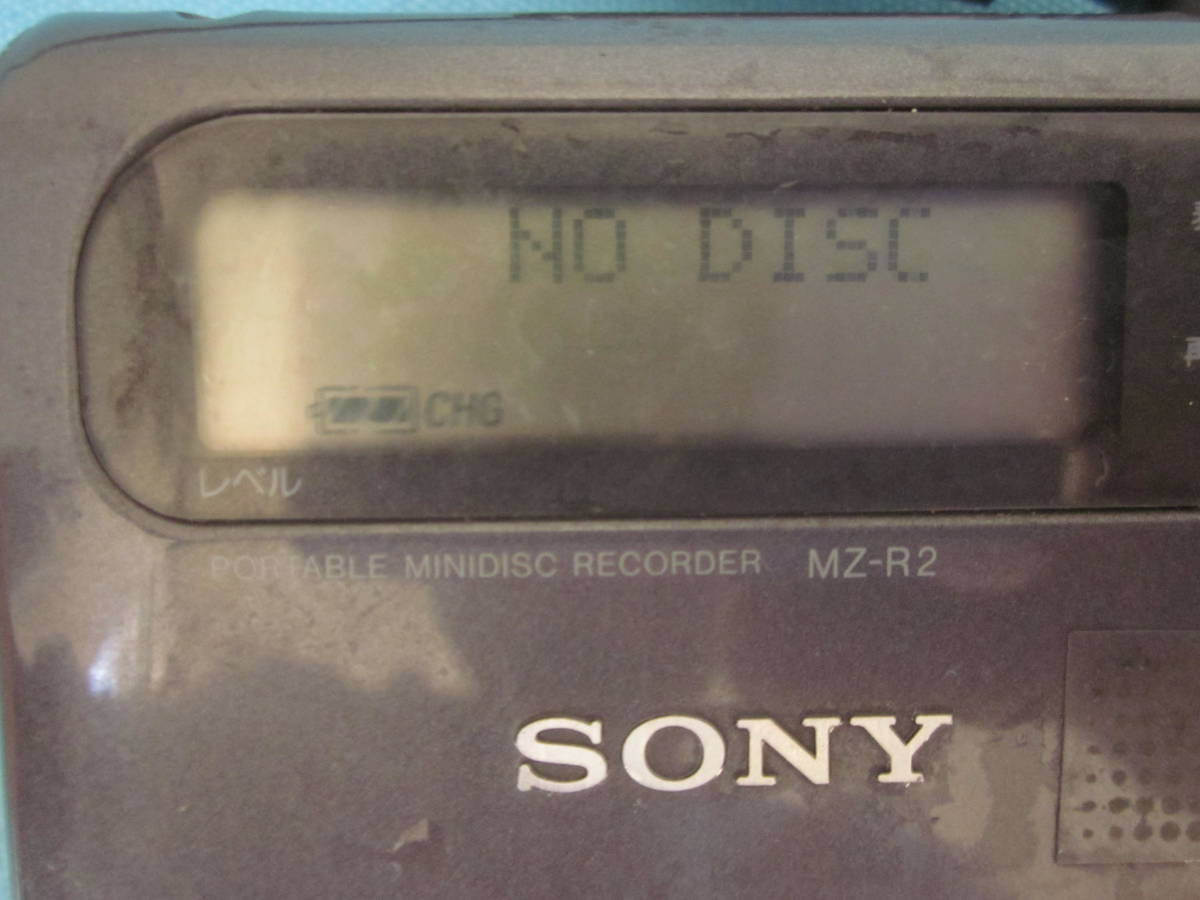 NO DISC
CHG
レベル
PORTABLE MINIDISC RECORDER MZ-R2
SONY